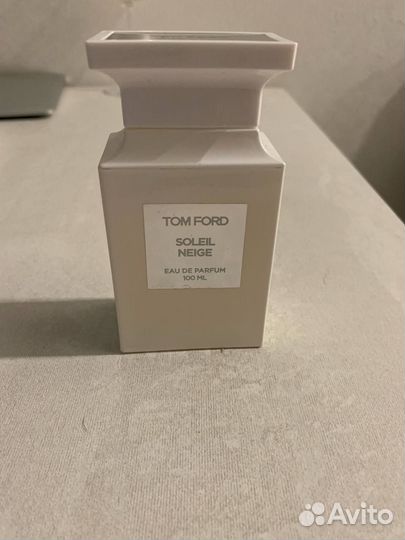 TOM FORD
SOLEIL
NEIGE
EAU DE PARFUM
100 ML
Avito